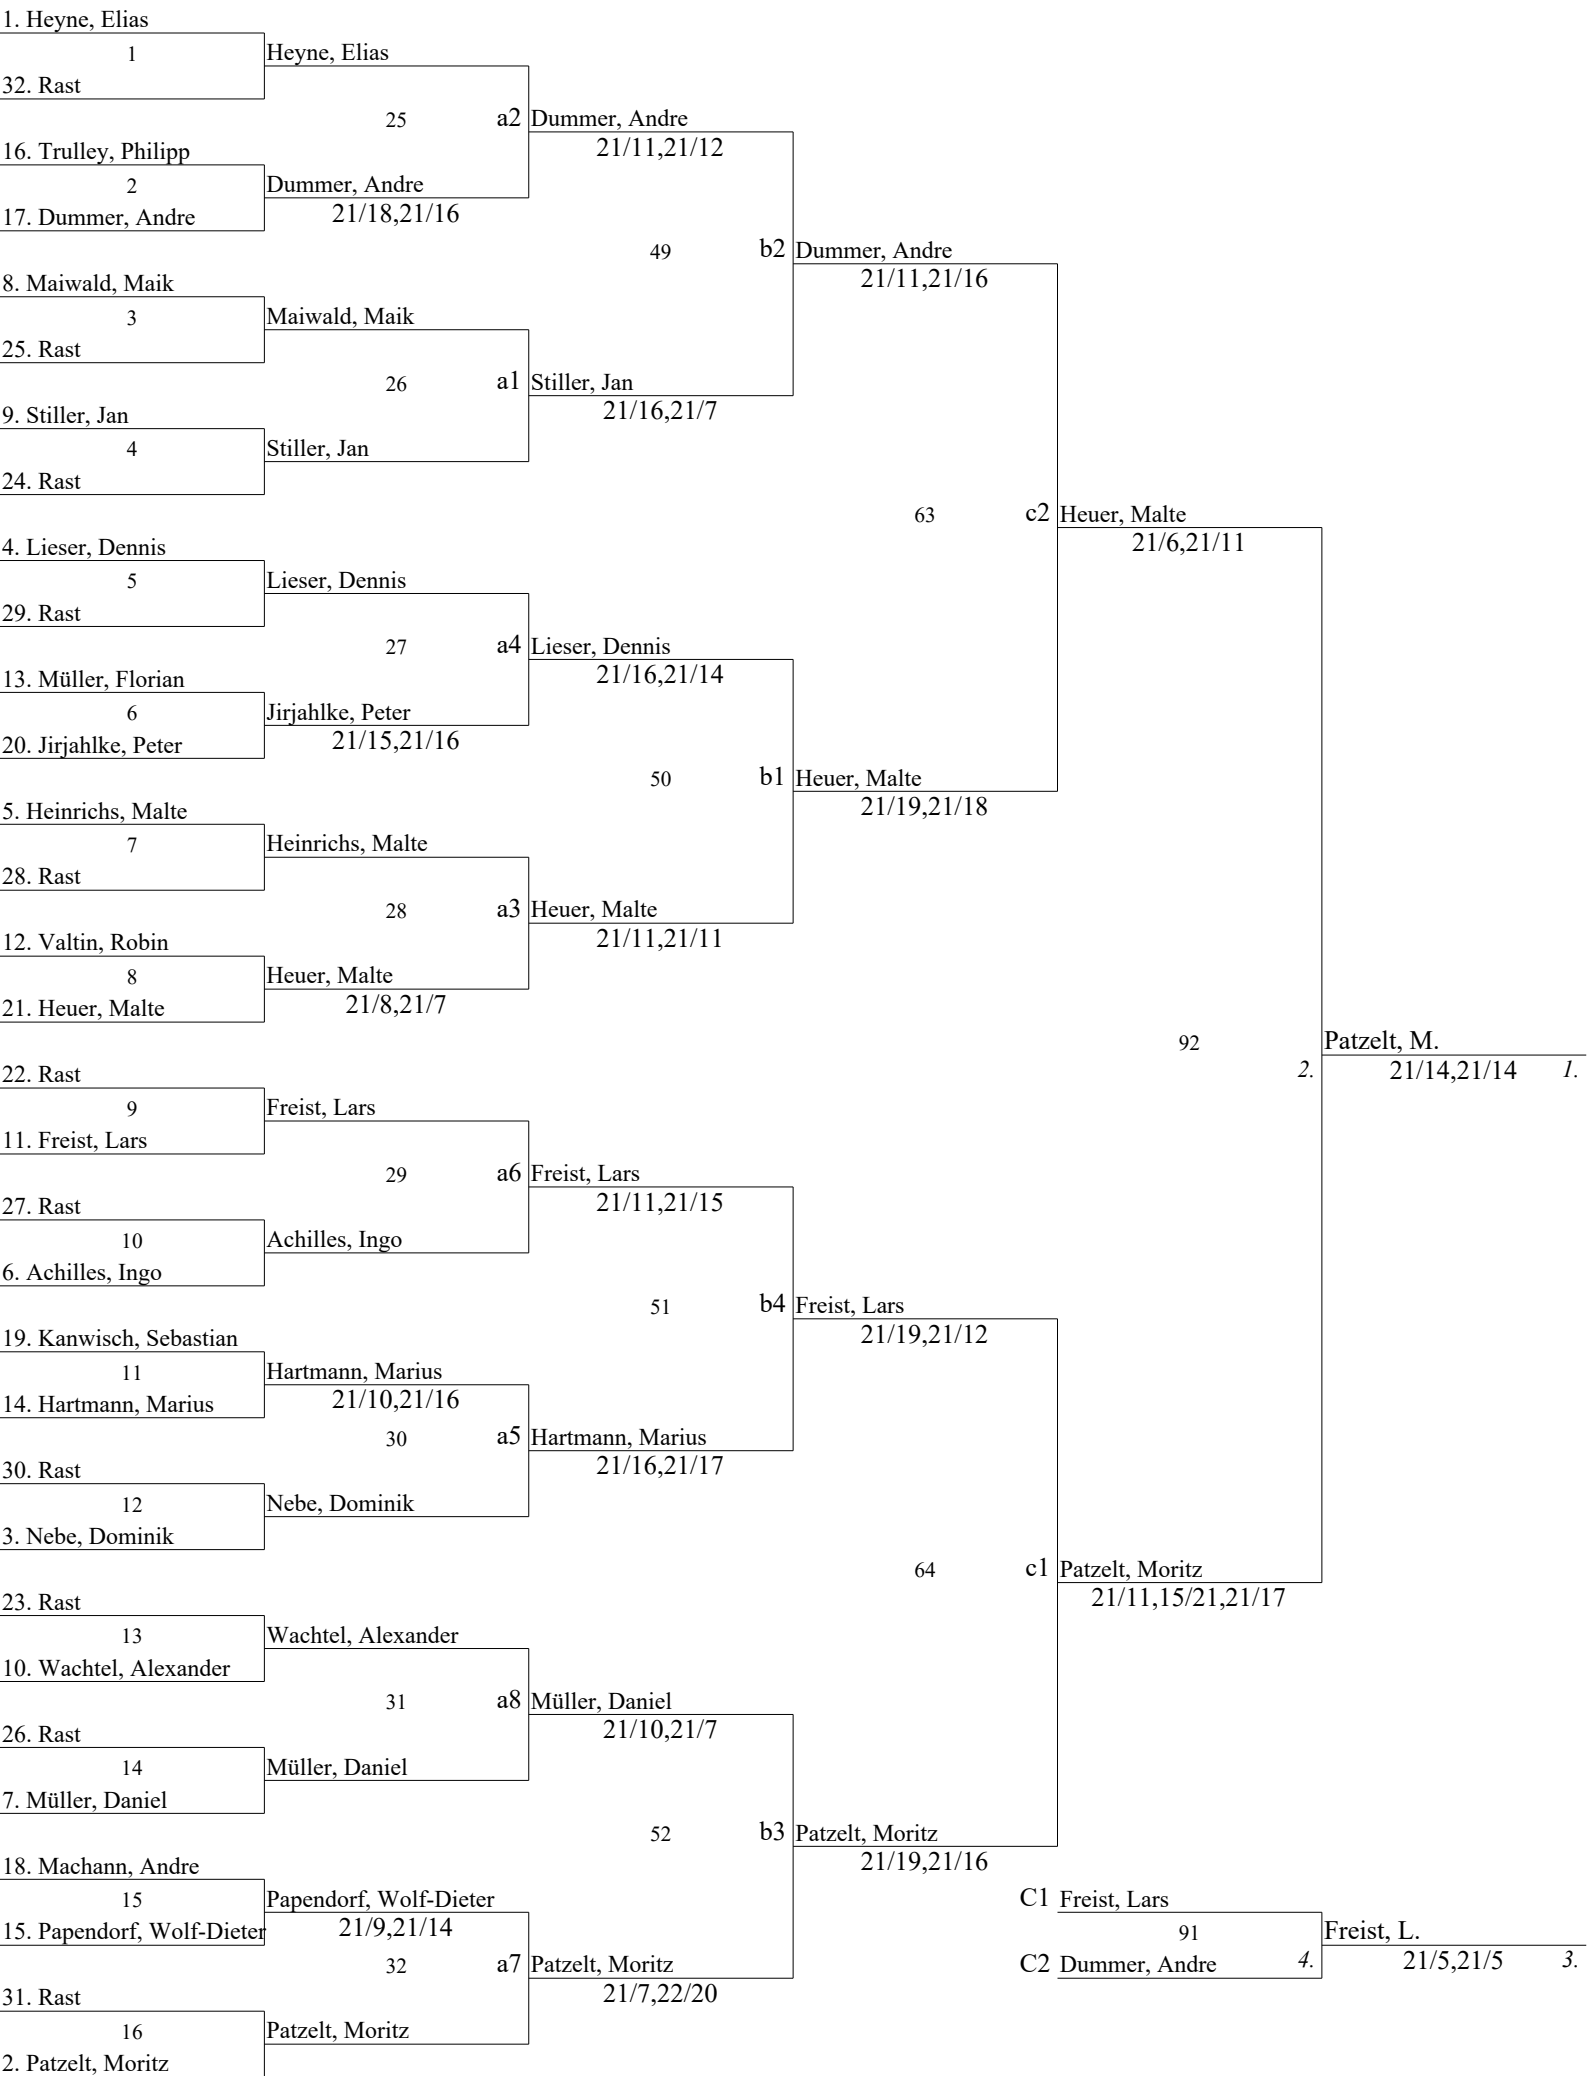 1. Heyne, Elias
1
Heyne, Elias
32. Rast
25
a2 Dummer, Andre
21/11,21/12
16. Trulley, Philipp
2
Dummer, Andre
17. Dummer, Andre
21/18,21/16
49
b2 Dummer, Andre
21/11,21/16
8. Maiwald, Maik
3
Maiwald, Maik
25. Rast
26
a1 Stiller, Jan
21/16,21/7
9. Stiller, Jan
4
Stiller, Jan
24. Rast
63
c2 Heuer, Malte
21/6,21/11
4. Lieser, Dennis
5
Lieser, Dennis
29. Rast
27
a4 Lieser, Dennis
21/16,21/14
13. Müller, Florian
6
Jirjahlke, Peter
20. Jirjahlke, Peter
21/15,21/16
50
b1 Heuer, Malte
21/19,21/18
5. Heinrichs, Malte
7
Heinrichs, Malte
28. Rast
28
a3 Heuer, Malte
21/11,21/11
12. Valtin, Robin
8
Heuer, Malte
21. Heuer, Malte
21/8,21/7
92
2.
Patzelt, M.
21/14,21/14
1.
22. Rast
9
Freist, Lars
11. Freist, Lars
29
a6 Freist, Lars
21/11,21/15
27. Rast
10
Achilles, Ingo
6. Achilles, Ingo
51
b4 Freist, Lars
21/19,21/12
19. Kanwisch, Sebastian
11
Hartmann, Marius
14. Hartmann, Marius
21/10,21/16
30
a5 Hartmann, Marius
21/16,21/17
30. Rast
12
Nebe, Dominik
3. Nebe, Dominik
64
c1 Patzelt, Moritz
21/11,15/21,21/17
23. Rast
13
Wachtel, Alexander
10. Wachtel, Alexander
31
a8 Müller, Daniel
21/10,21/7
26. Rast
14
Müller, Daniel
7. Müller, Daniel
52
b3 Patzelt, Moritz
21/19,21/16
18. Machann, Andre
15
Papendorf, Wolf-Dieter
15. Papendorf, Wolf-Dieter
21/9,21/14
32
a7 Patzelt, Moritz
21/7,22/20
31. Rast
16
Patzelt, Moritz
2. Patzelt, Moritz
C1 Freist, Lars
91
C2 Dummer, Andre
4.
Freist, L.
21/5,21/5
3.